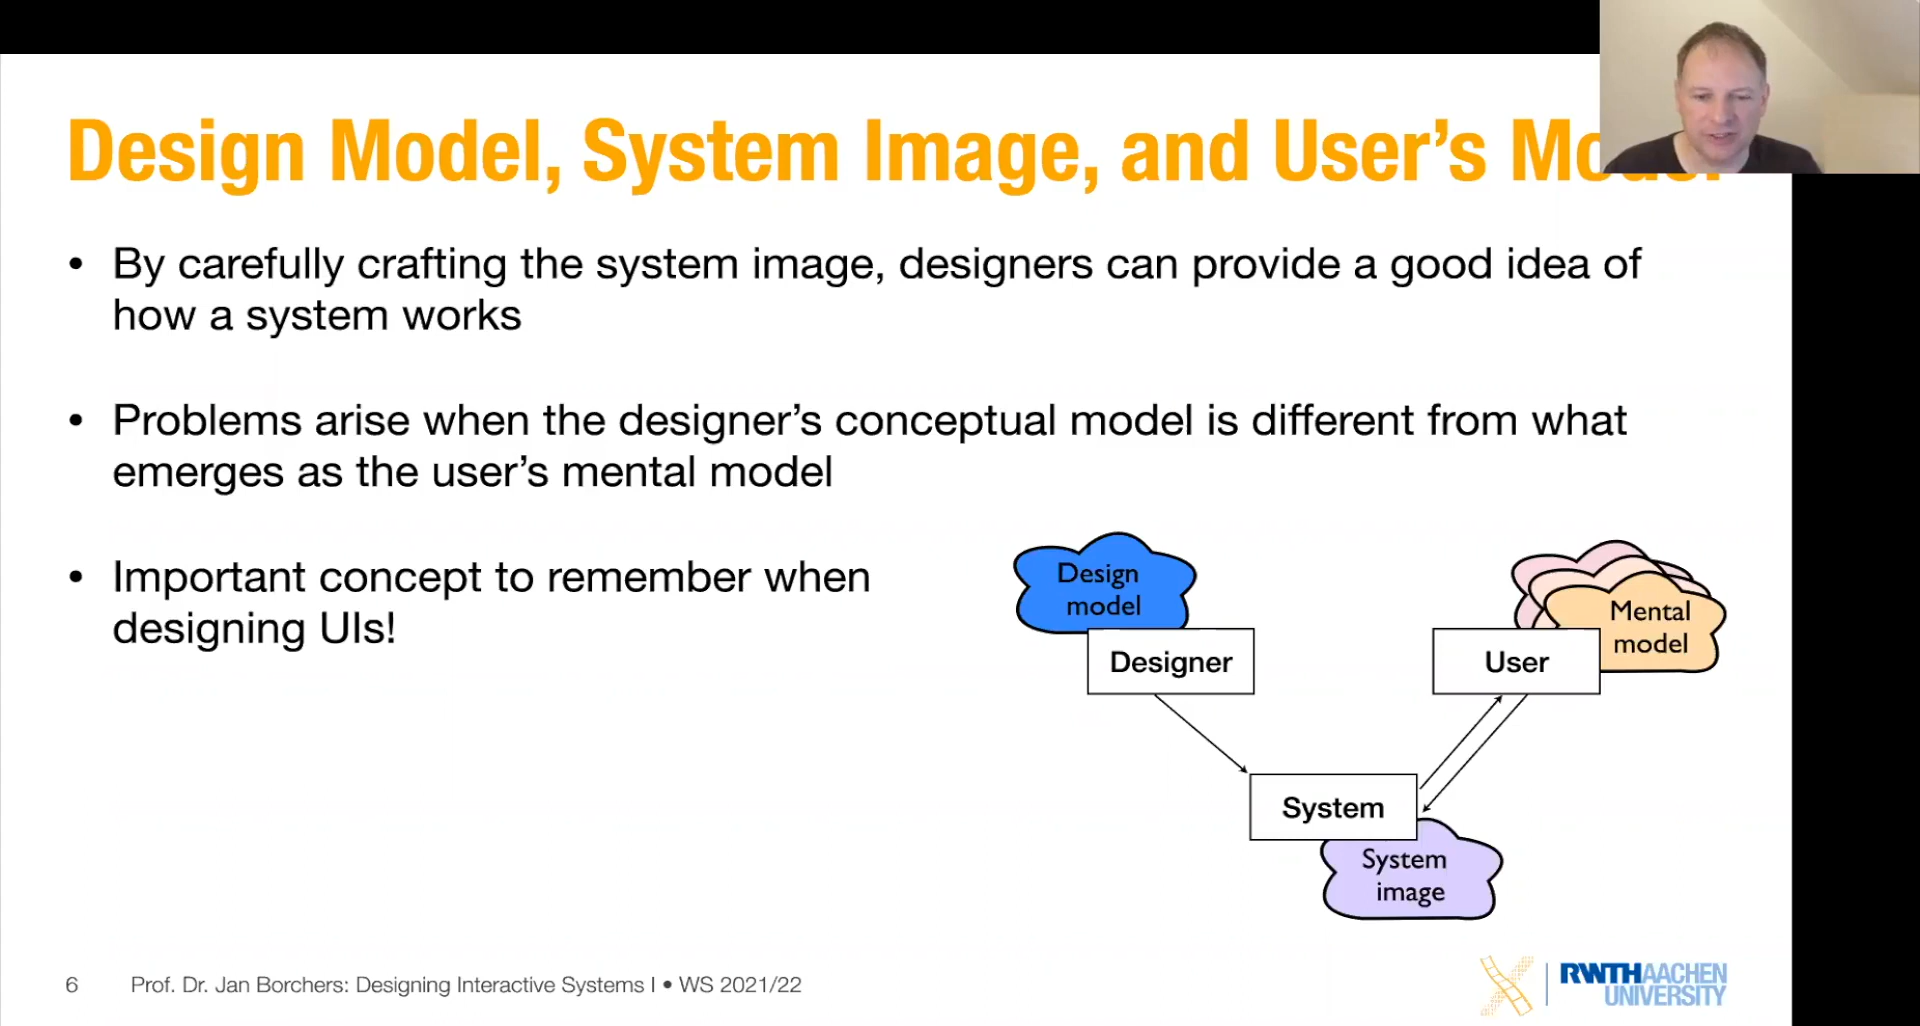 Design Model, System Image, and User's
• By carefully crafting the system image, designers can provide a good idea of
how a system works
• Problems arise when the designer's conceptual model is different from what
emerges as the user's mental model
• Important concept to remember when
designing UIs!
Design
model
Designer
Mental
model
User
System
System
image
6 Prof. Dr. Jan Borchers: Designing Interactive Systems I • WS 2021/22
RWTHAACHEN
UNIVERSITY